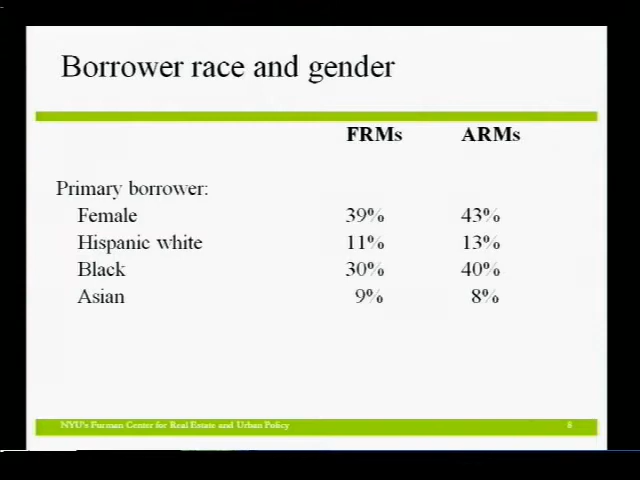 Borrower race and gender
FRMs ARMs
Primary borrower:
Female 39% 43%
Hispanic white 11% 13%
Black 30% 40%
Asian 9% 8%
NYU's Furman Center for Real Estate and Urban Policy 8